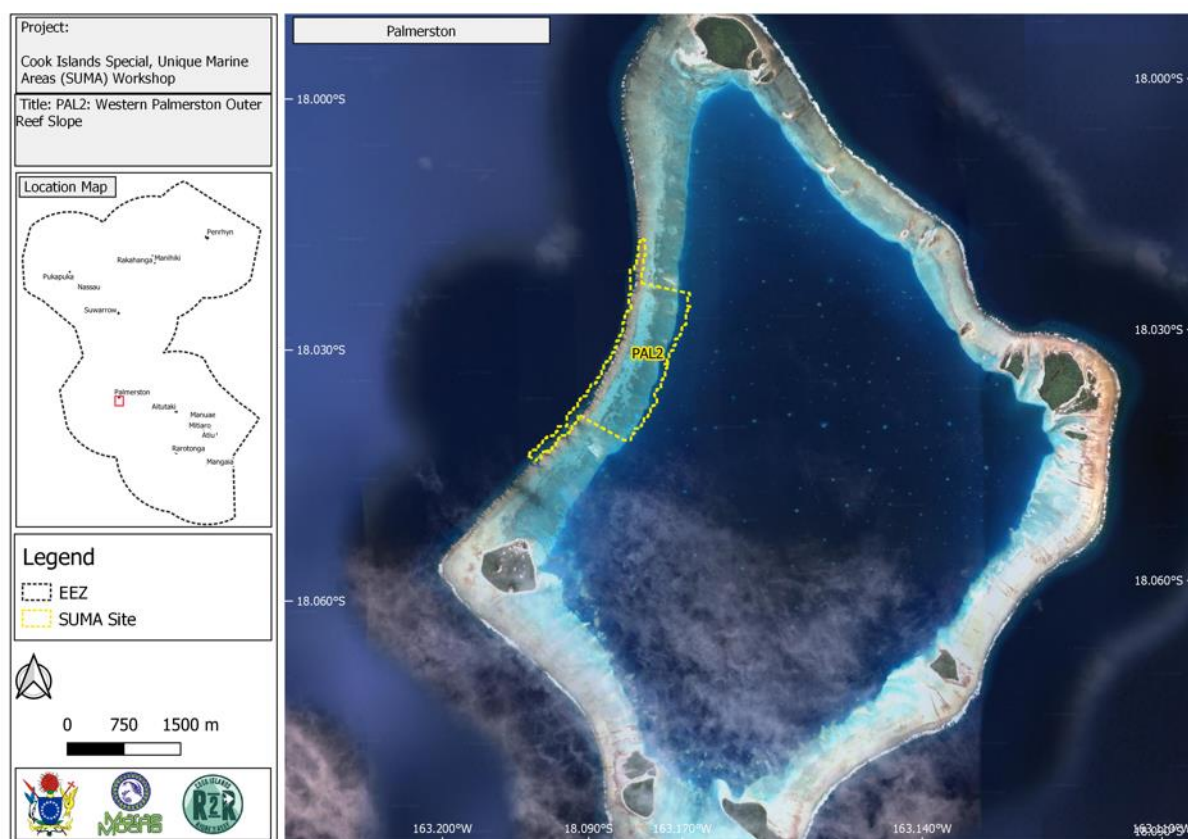 Project:
Cook Islands Special, Unique Marine
Areas (SUMA) Workshop
Title: PAL2: Western Palmerston Outer
Reef Slope
Location Map
Penrhyn
Rakahanga
Manihiki
Pukapuka
Nassau
Suwarrow
Palmerston
Aitutaki
Manuae
Mitiaro
Atiu
Rarotonga
Mangaia
Legend
EEZ
SUMA Site
0 750 1500 m
R2R
Palmerston
18.000°S
18.000°S
18.030°S
18.030°S
PAL2
18.060°S
18.060°S
163.200°W
18.090°S
163.170°W
163.140°W